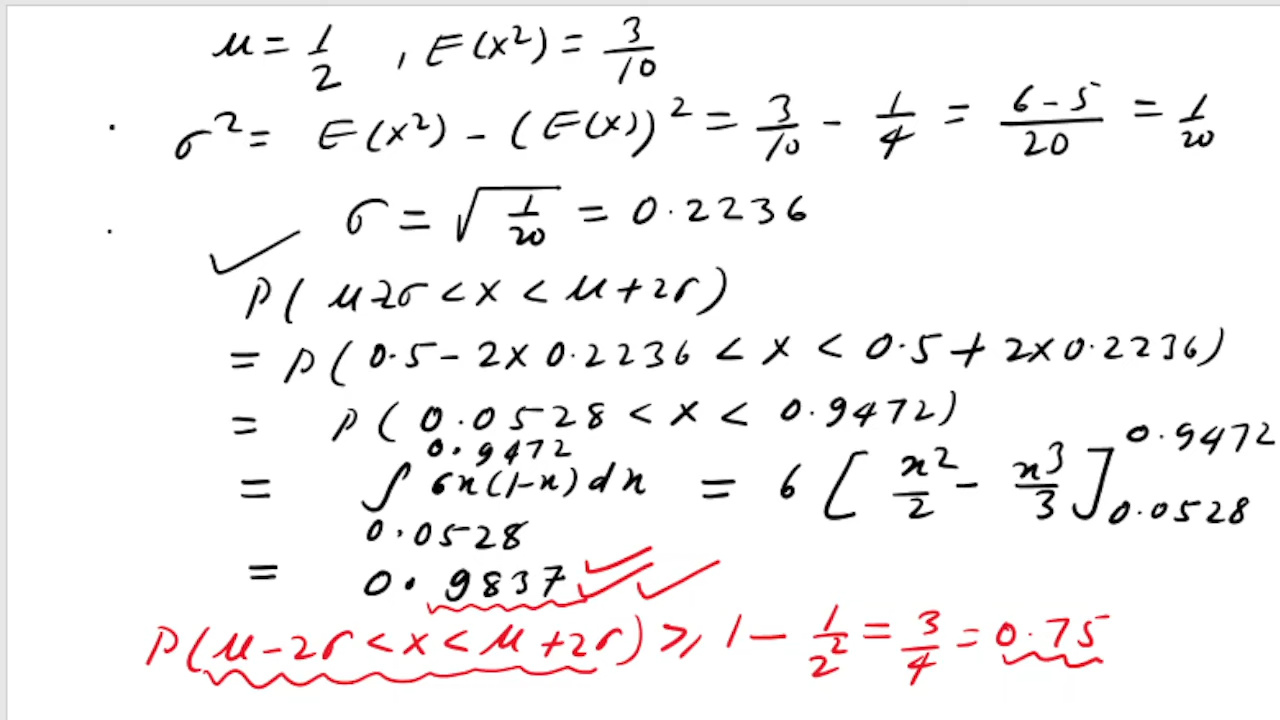 μ = 1/2 , E(x²) = 3/10
σ² = E(x²) - (E(x))² = 3/10 - 1/4 = (6-5)/20 = 1/20
σ = √(1/20) = 0.2236
P( μ-2σ < x < μ+2σ)
= P( 0.5 - 2×0.2236 < x < 0.5 + 2×0.2236)
= P( 0.0528 < x < 0.9472)
= ∫_{0.0528}^{0.9472} 6x(1-x)dx = 6 [ x²/2 - x³/3 ]_{0.0528}^{0.9472}
= 0.9837
P(μ-2σ < x < μ+2σ) ⩾ 1 - 1/2² = 3/4 = 0.75